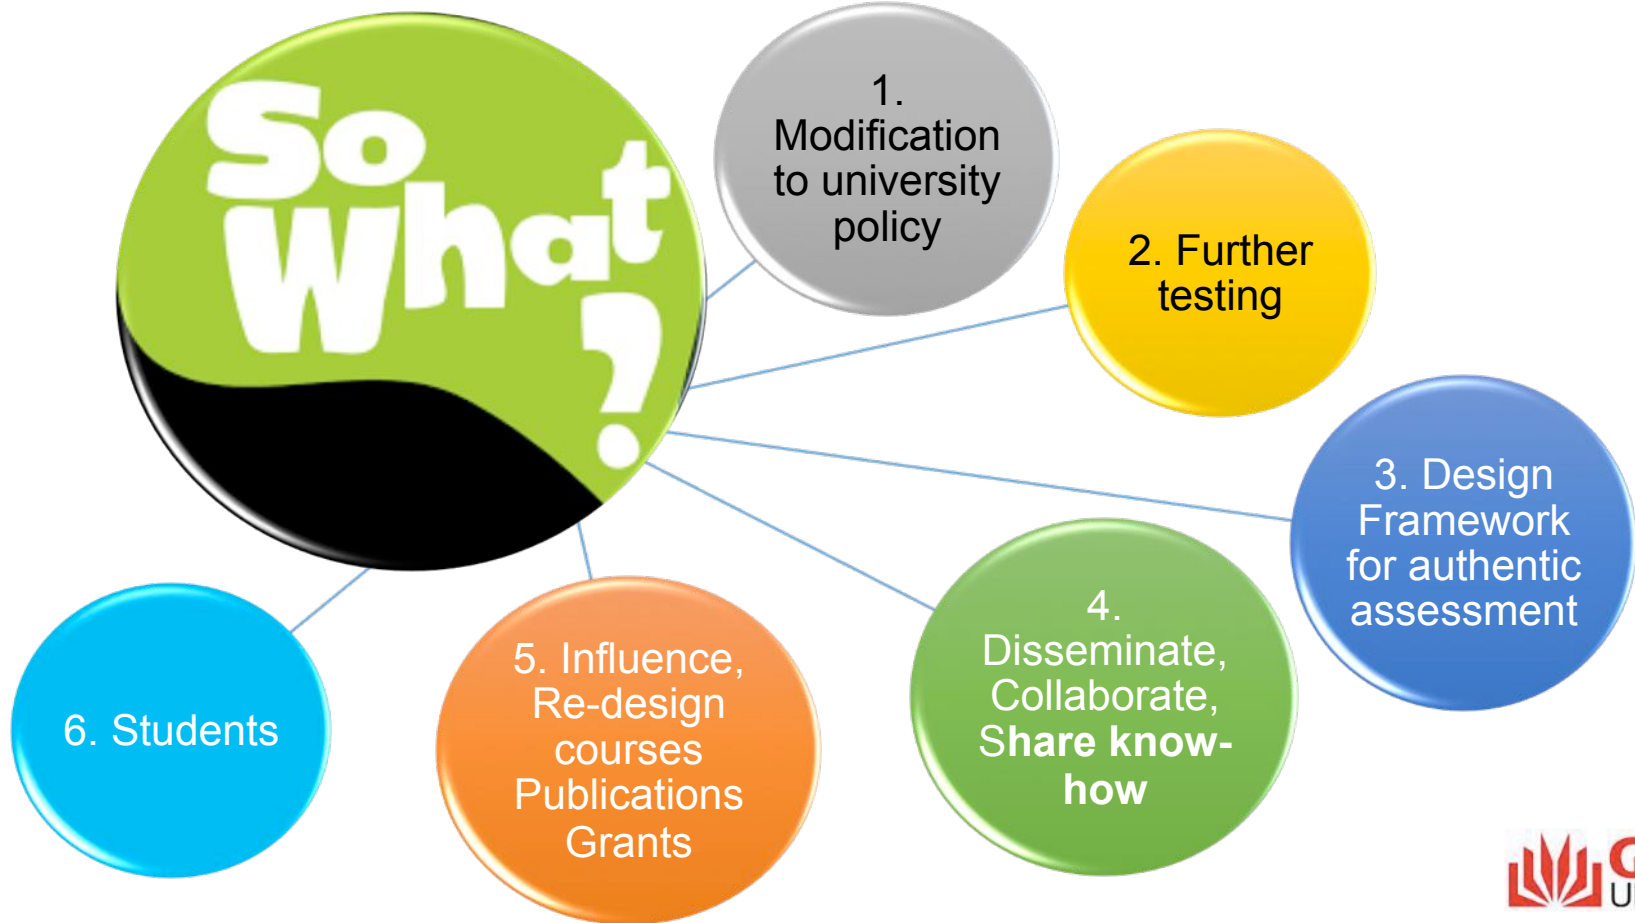 So
What
?
1.
Modification
to university
policy
2. Further
testing
3. Design
Framework
for authentic
assessment
4.
Disseminate,
Collaborate,
Share know-
how
5. Influence,
Re-design
courses
Publications
Grants
6. Students